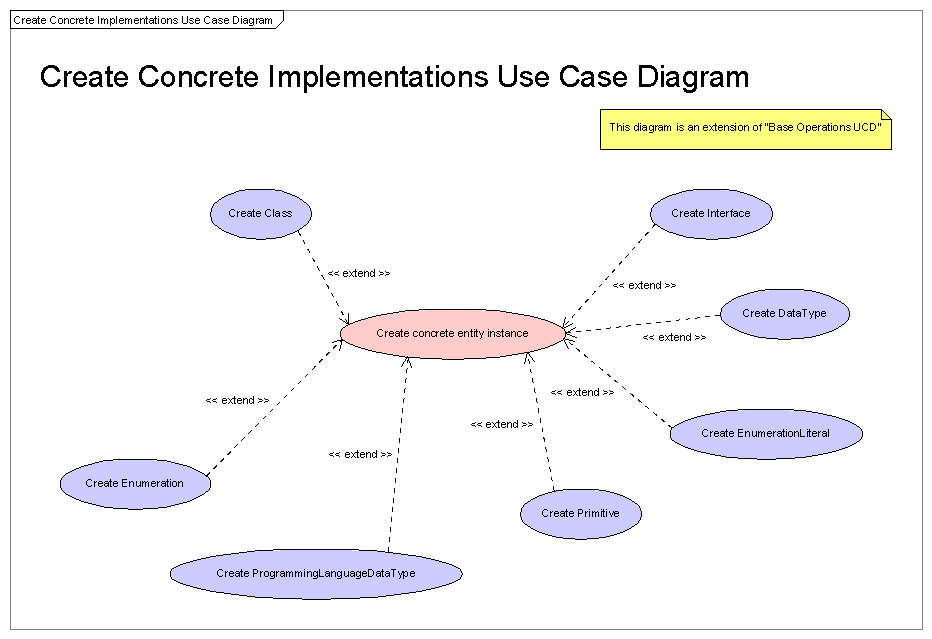 Create Concrete Implementations Use Case Diagram
Create Concrete Implementations Use Case Diagram
This diagram is an extension of "Base Operations UCD"
Create Class
Create Interface
<< extend >>
<< extend >>
Create DataType
Create concrete entity instance
<< extend >>
<< extend >>
<< extend >>
<< extend >>
Create EnumerationLiteral
<< extend >>
Create Enumeration
Create Primitive
Create ProgrammingLanguageDataType